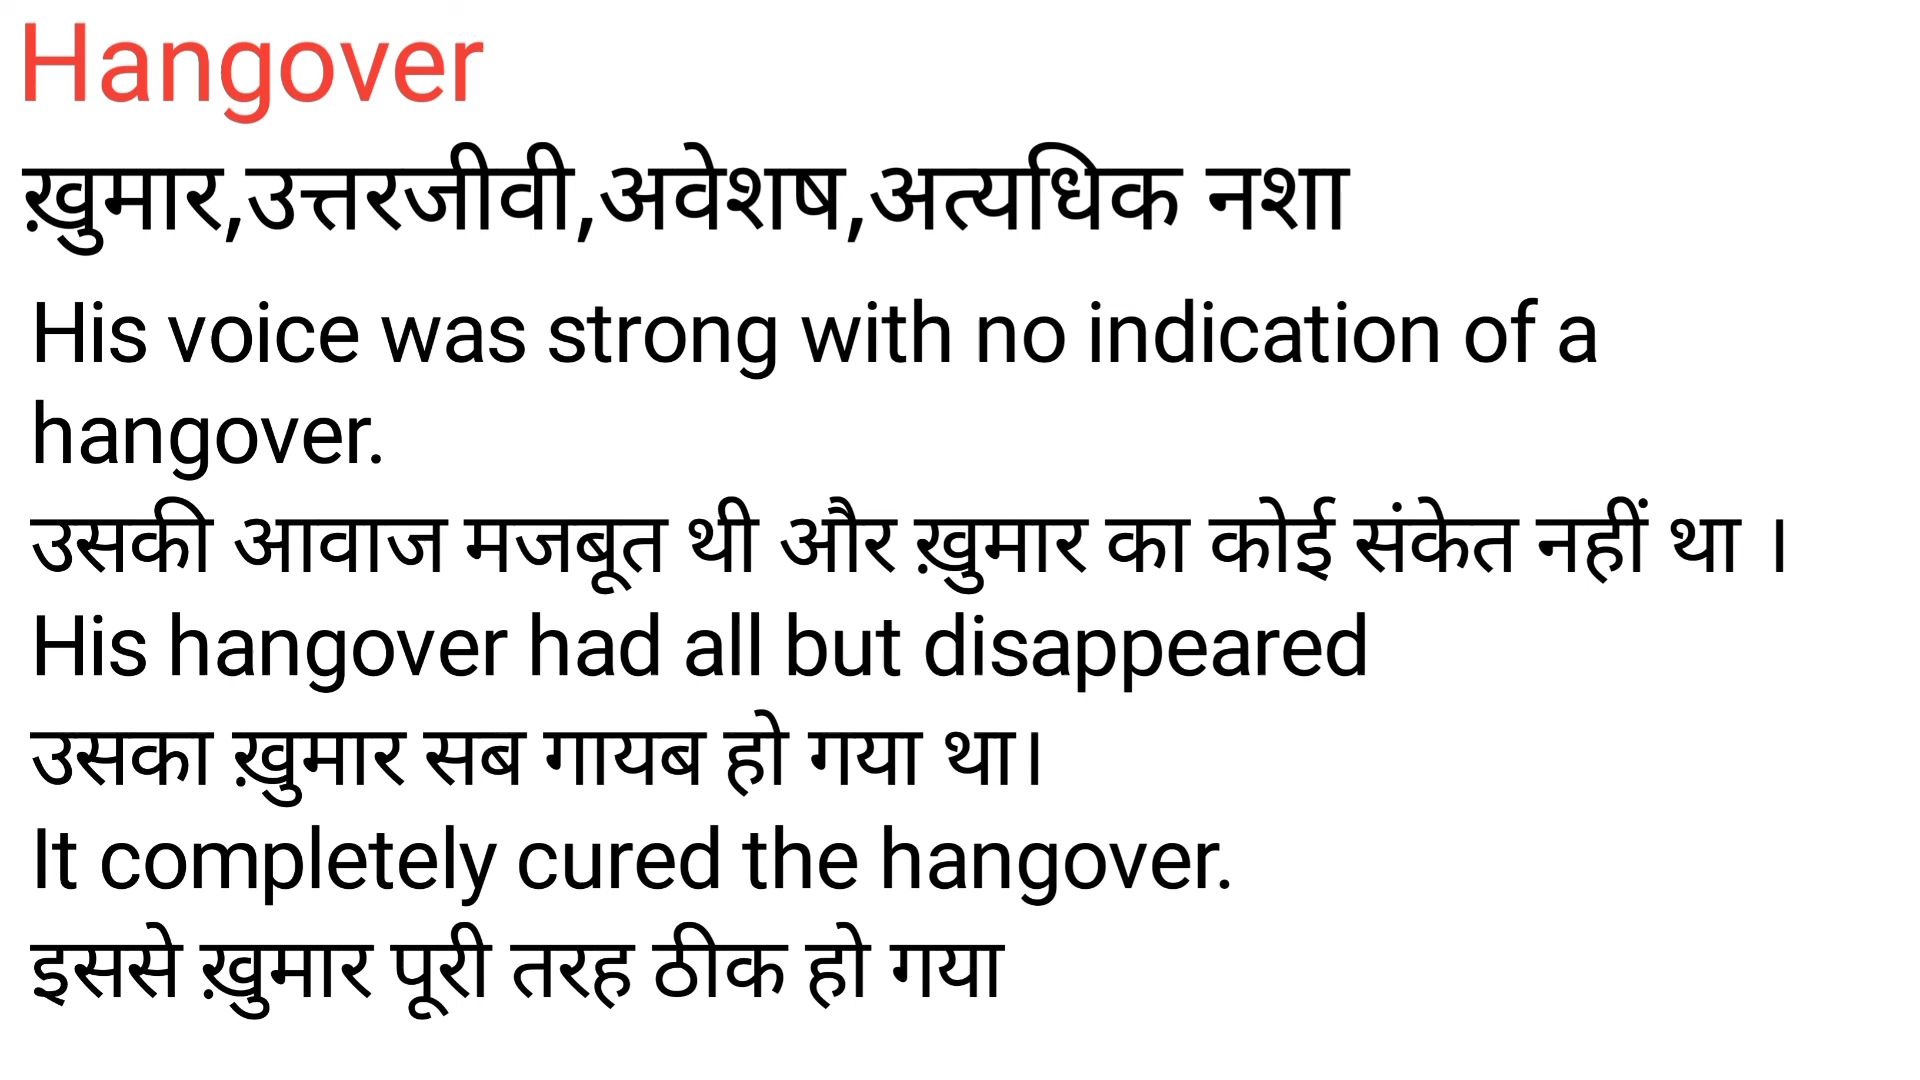 Hangover
ख़ुमार,उत्तरजीवी,अवेशष,अत्यधिक नशा
His voice was strong with no indication of a
hangover.
उसकी आवाज मजबूत थी और ख़ुमार का कोई संकेत नहीं था ।
His hangover had all but disappeared
उसका ख़ुमार सब गायब हो गया था।
It completely cured the hangover.
इससे ख़ुमार पूरी तरह ठीक हो गया